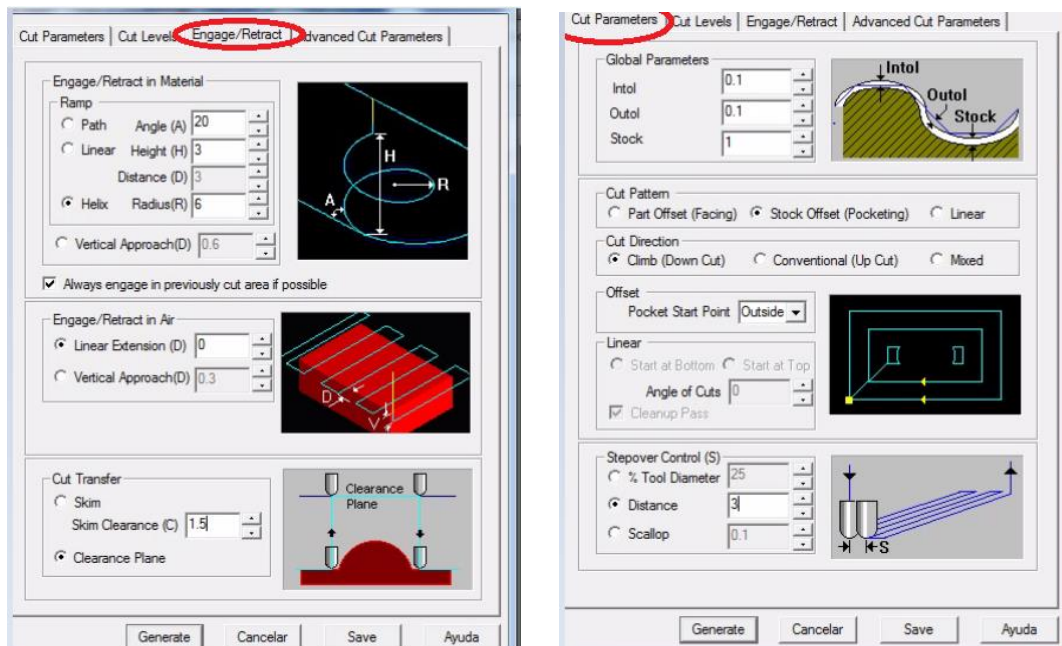 Cut Parameters Cut Levels Engage/Retract Advanced Cut Parameters
Engage/Retract in Material
Ramp
Path Angle (A) 20
Linear Height (H) 3
Distance (D) 3
Helix Radius(R) 6
Vertical Approach(D) 0.6
H
R
A
Always engage in previously cut area if possible
Engage/Retract in Air
Linear Extension (D) 0
Vertical Approach(D) 0.3
D
V
Cut Transfer
Skim
Skim Clearance (C) 1.5
Clearance Plane
Clearance
Plane
Generate Cancelar Save Ayuda
Cut Parameters Cut Levels Engage/Retract Advanced Cut Parameters
Global Parameters
Intol 0.1
Outol 0.1
Stock 1
Intol
Outol
Stock
Cut Pattern
Part Offset (Facing) Stock Offset (Pocketing) Linear
Cut Direction
Climb (Down Cut) Conventional (Up Cut) Mixed
Offset
Pocket Start Point Outside
Linear
Start at Bottom Start at Top
Angle of Cuts 0
Cleanup Pass
Stepover Control (S)
% Tool Diameter 25
Distance 3
Scallop 0.1
S
Generate Cancelar Save Ayuda